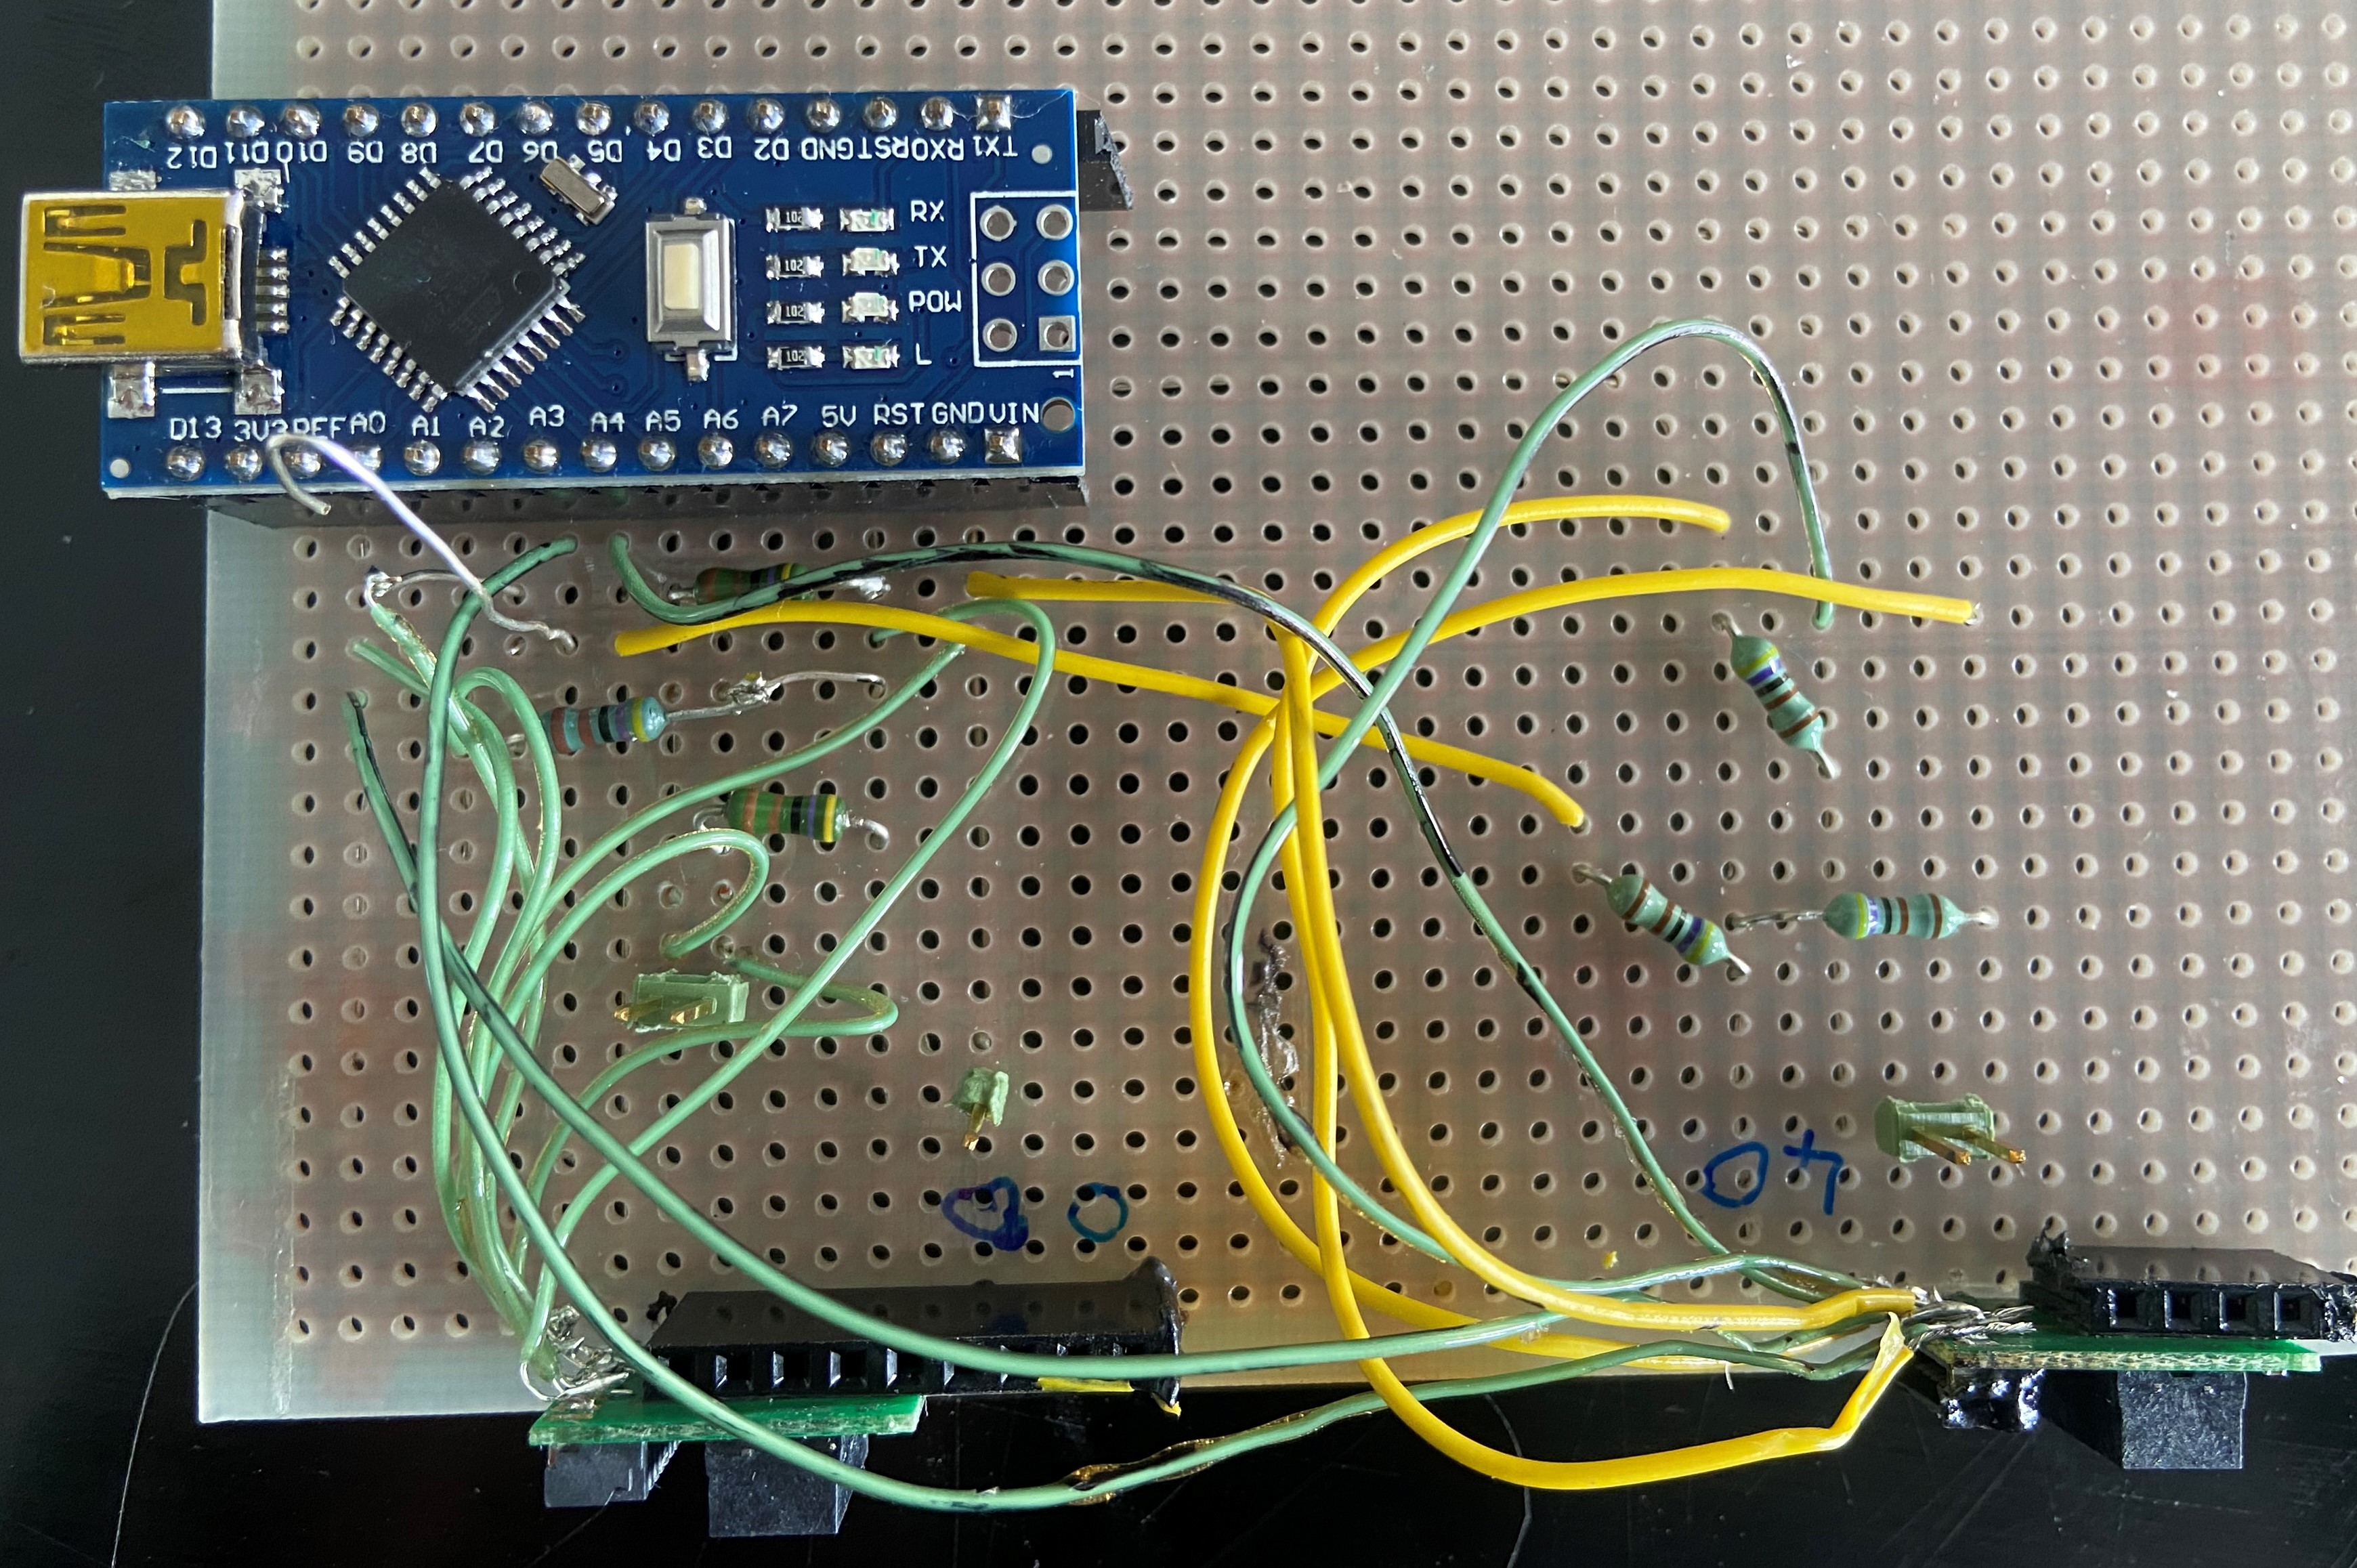 D12 D11 D10 D9 D8 D7 D6 D5 D4 D3 D2 GND RST RX0 TX1
102 RX
102 TX
102 POW
102 L
1
D13 3V3 REF A0 A1 A2 A3 A4 A5 A6 A7 5V RST GND VIN